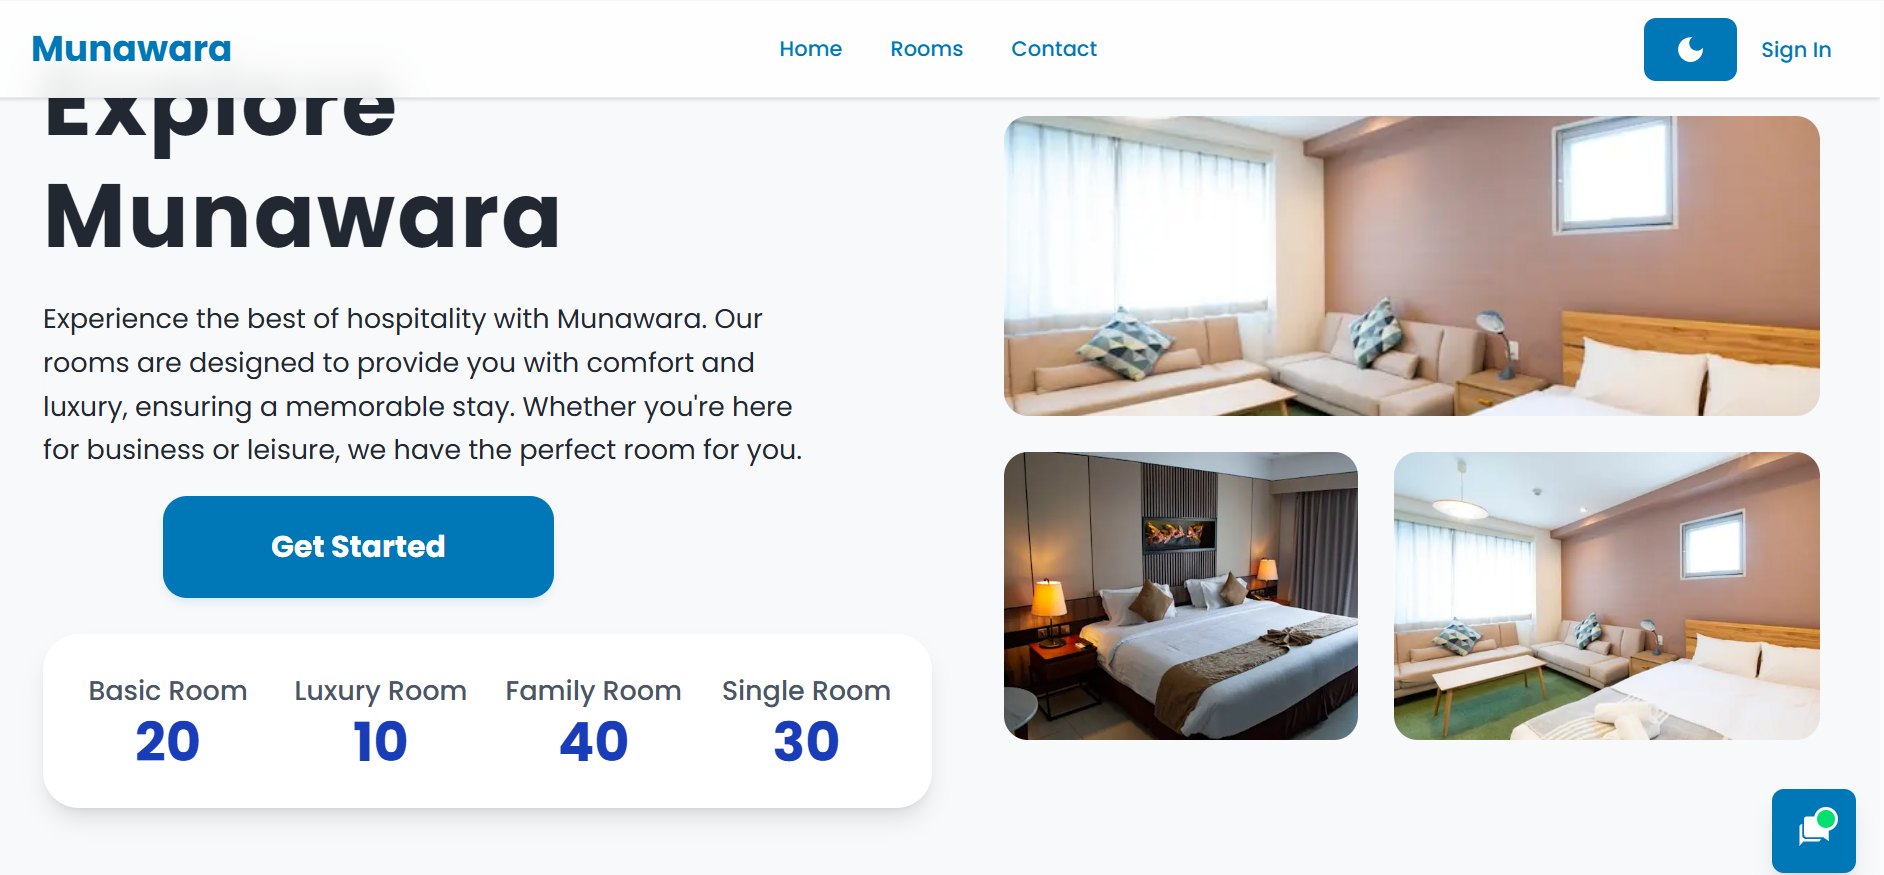 Munawara
Home
Rooms
Contact
Sign In
Explore
Munawara
Experience the best of hospitality with Munawara. Our
rooms are designed to provide you with comfort and
luxury, ensuring a memorable stay. Whether you're here
for business or leisure, we have the perfect room for you.
Get Started
Basic Room
20
Luxury Room
10
Family Room
40
Single Room
30